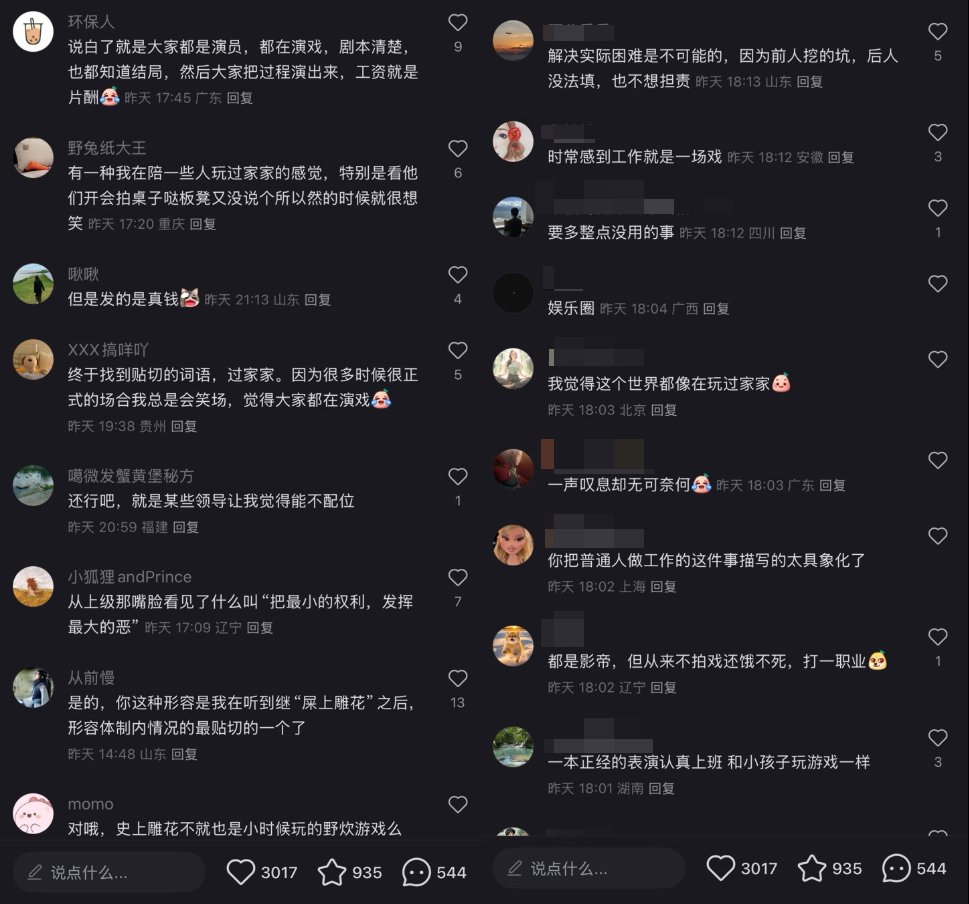 环保人
说白了就是大家都是演员，都在演戏，剧本清楚，
也都知道结局，然后大家把过程演出来，工资就是
片酬 昨天 17:45 广东 回复
9
野兔纸大王
有一种我在陪一些人玩过家家的感觉，特别是看他
们开会拍桌子哒板凳又没说个所以然的时候就很想
笑 昨天 17:20 重庆 回复
6
啾啾
但是发的是真钱 昨天 21:13 山东 回复
4
XXX搞咩吖
终于找到贴切的词语，过家家。因为很多时候很正
式的场合我总是会笑场，觉得大家都在演戏
昨天 19:38 贵州 回复
5
噶微发蟹黄堡秘方
还行吧，就是某些领导让我觉得能不配位
昨天 20:59 福建 回复
1
小狐狸andPrince
从上级那嘴脸看见了什么叫“把最小的权利，发挥
最大的恶” 昨天 17:09 辽宁 回复
7
从前慢
是的，你这种形容是我在听到继“屎上雕花”之后，
形容体制内情况的最贴切的一个了
昨天 14:48 山东 回复
13
momo
对哦，史上雕花不就也是小时候玩的野炊游戏么
说点什么...
3017
935
544
解决实际困难是不可能的，因为前人挖的坑，后人
没法填，也不想担责 昨天 18:13 山东 回复
5
时常感到工作就是一场戏 昨天 18:12 安徽 回复
3
要多整点没用的事 昨天 18:12 四川 回复
1
娱乐圈 昨天 18:04 广西 回复
我觉得这个世界都像在玩过家家
昨天 18:03 北京 回复
一声叹息却无可奈何 昨天 18:03 广东 回复
你把普通人做工作的这件事描写的太具象化了
昨天 18:02 上海 回复
都是影帝，但从来不拍戏还饿不死，打一职业
昨天 18:02 辽宁 回复
1
一本正经的表演认真上班 和小孩子玩游戏一样
昨天 18:01 湖南 回复
3
说点什么...
3017
935
544